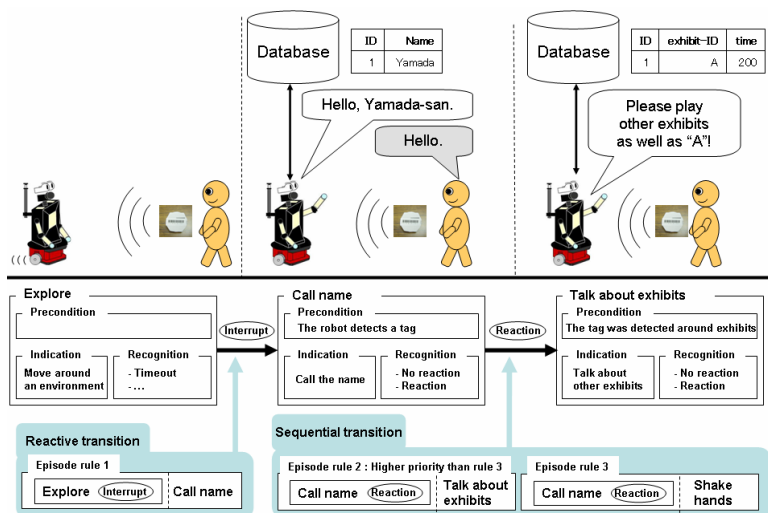 Database
ID Name
1 Yamada
Hello, Yamada-san.
Hello.
Database
ID exhibit-ID time
1 A 200
Please play
other exhibits
as well as “A”!
Explore
Precondition
Indication
Move around
an environment
Recognition
- Timeout
- ...
Interrupt
Call name
Precondition
The robot detects a tag
Indication
Call the name
Recognition
- No reaction
- Reaction
Reaction
Talk about exhibits
Precondition
The tag was detected around exhibits
Indication
Talk about
other exhibits
Recognition
- No reaction
- Reaction
Reactive transition
Episode rule 1
Explore Interrupt Call name
Sequential transition
Episode rule 2 : Higher priority than rule 3
Call name Reaction
Talk about
exhibits
Episode rule 3
Call name Reaction
Shake
hands